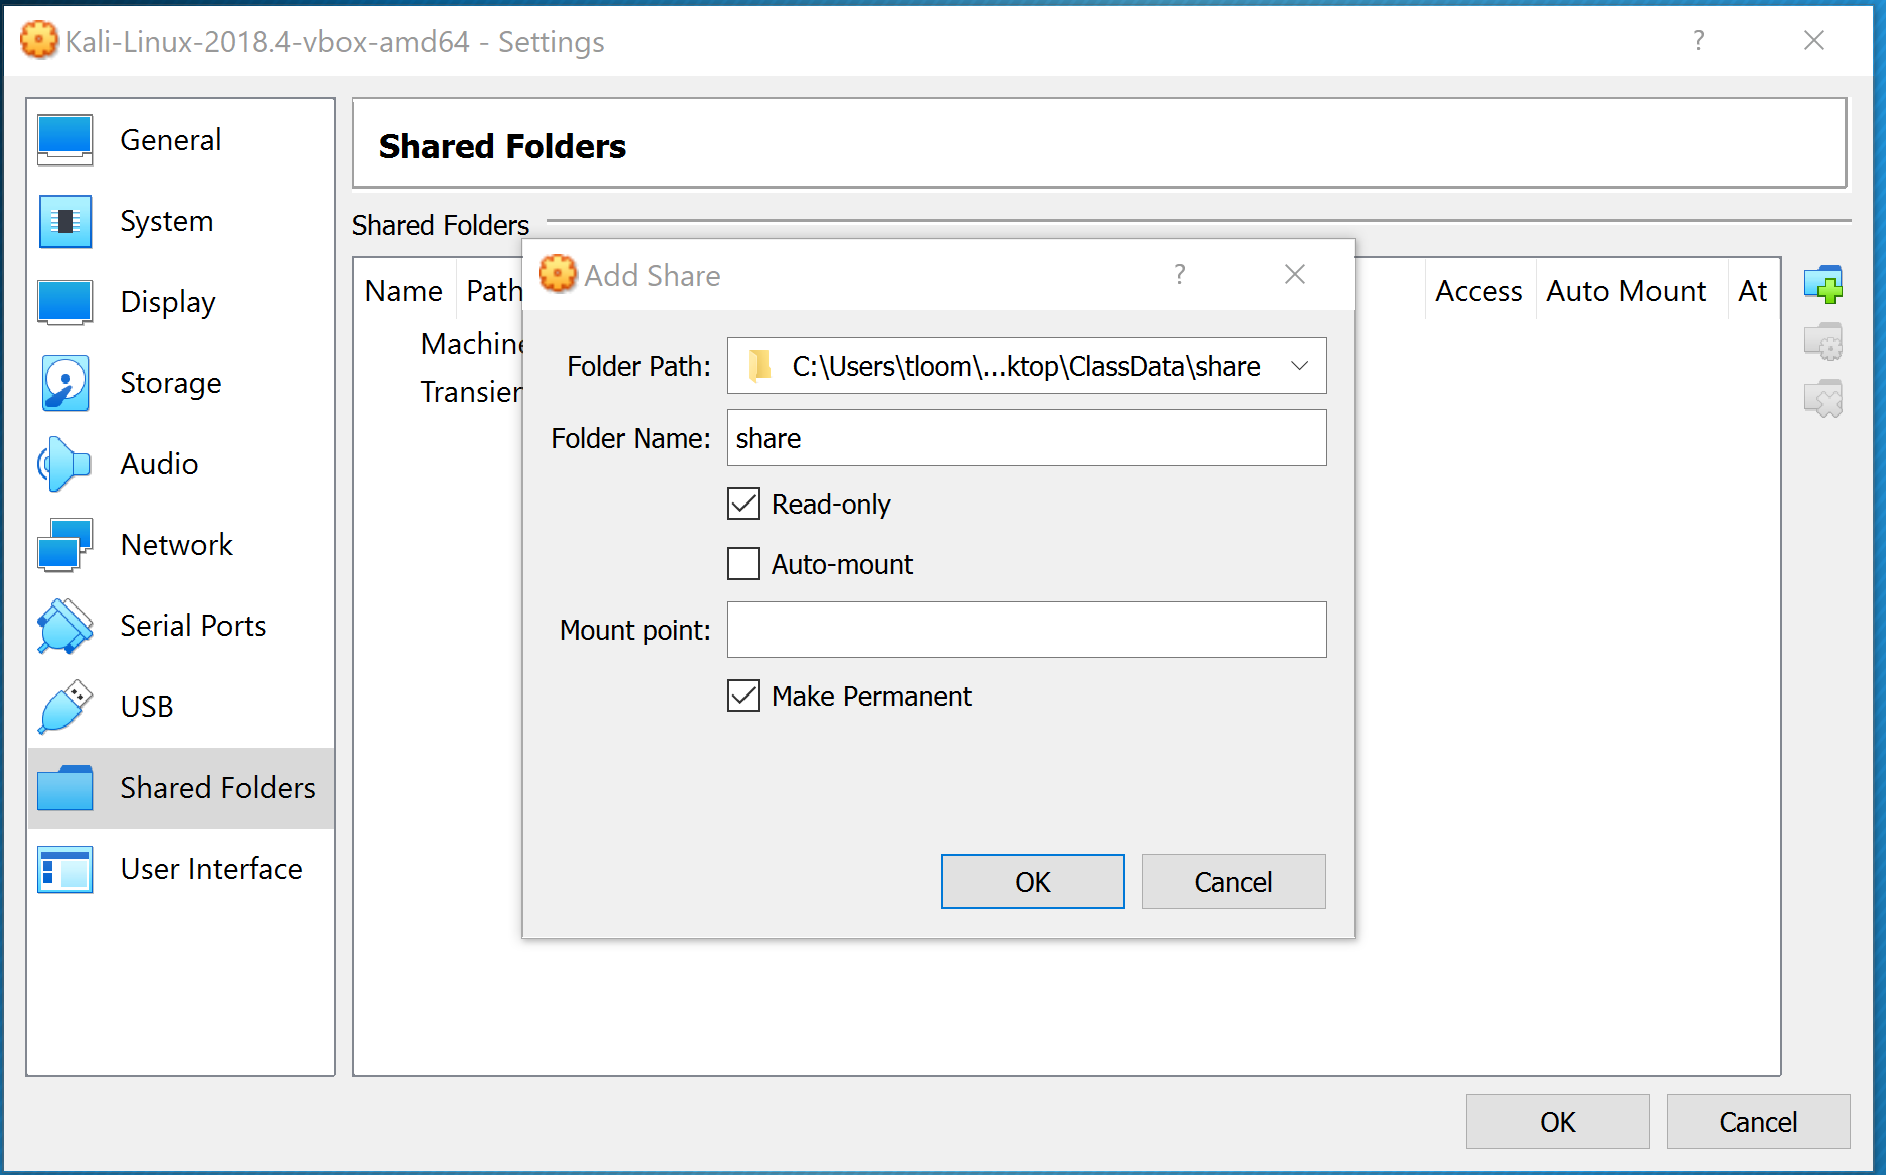 Kali-Linux-2018.4-vbox-amd64 - Settings
?
General
System
Display
Storage
Audio
Network
Serial Ports
USB
Shared Folders
User Interface
Shared Folders
Shared Folders
Name Path Access Auto Mount At
Machine
Transien
Add Share
?
Folder Path: C:\Users\tloom\...ktop\ClassData\share
Folder Name: share
Read-only
Auto-mount
Mount point:
Make Permanent
OK Cancel
OK Cancel